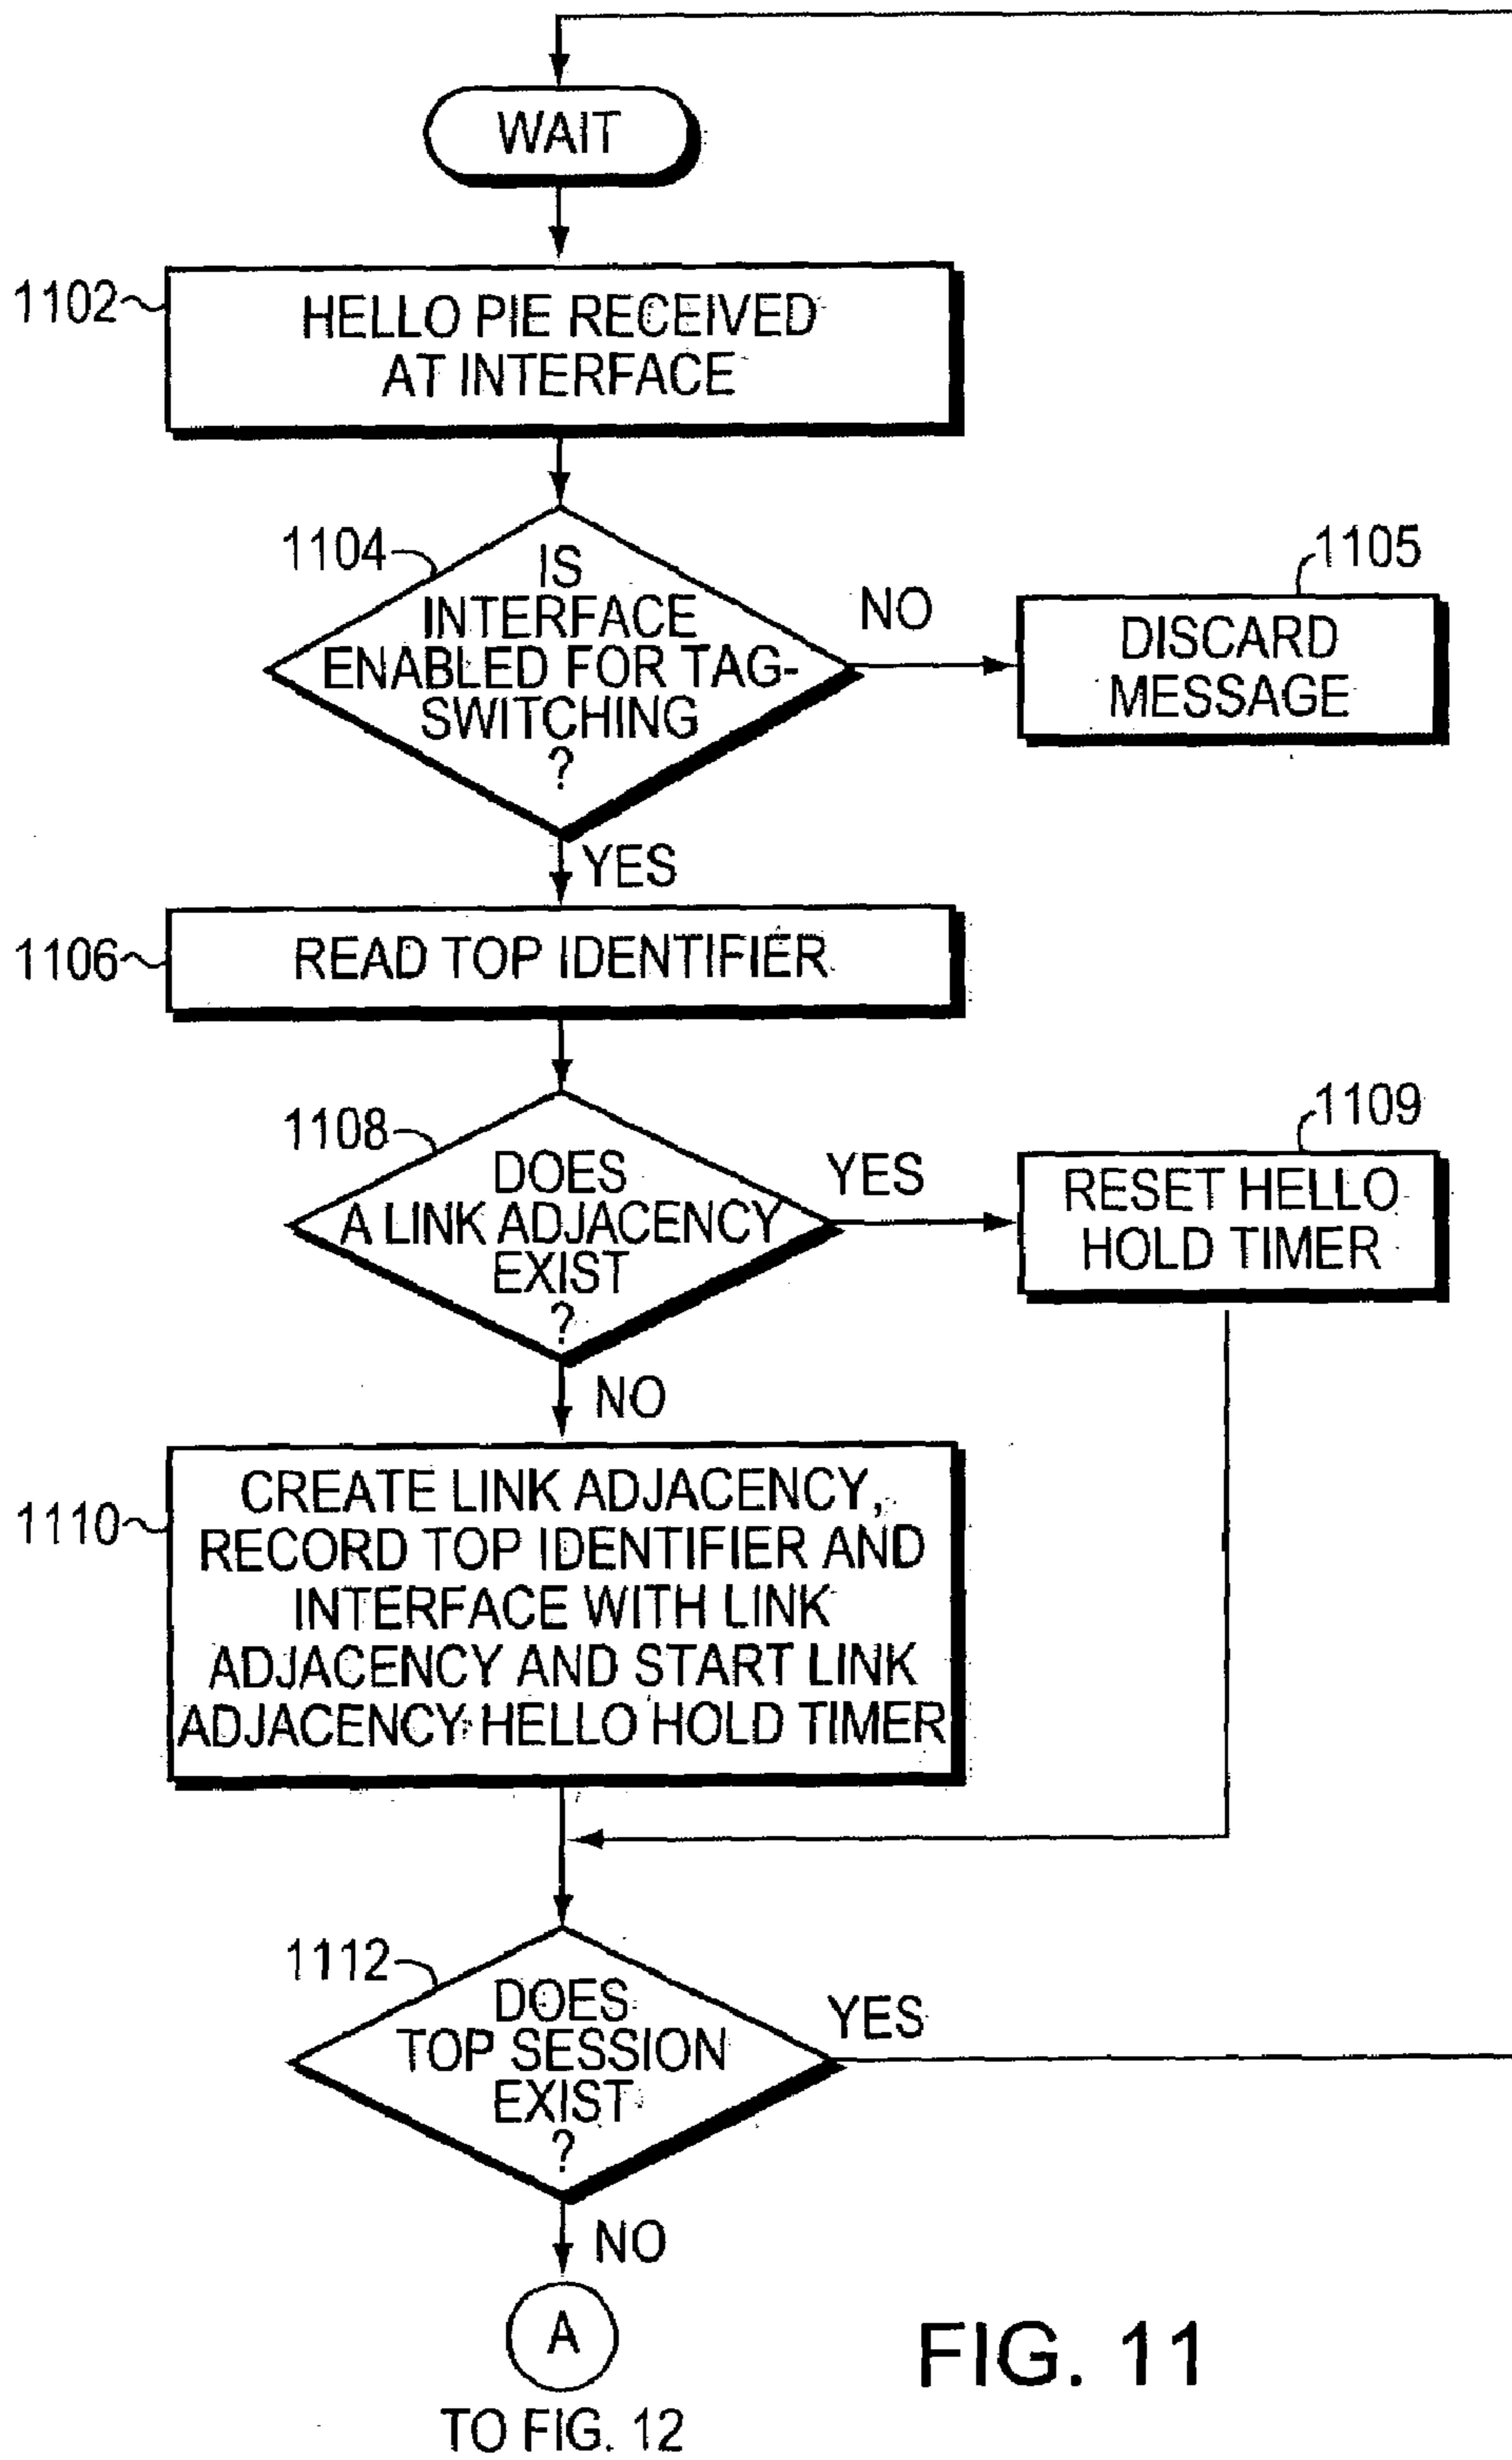 WAIT
1102
HELLO PIE RECEIVED
AT INTERFACE
1104
IS
INTERFACE
ENABLED FOR TAG-
SWITCHING
?
NO
1105
DISCARD
MESSAGE
YES
1106
READ TOP IDENTIFIER
1108
DOES
A LINK ADJACENCY
EXIST
?
YES
1109
RESET HELLO
HOLD TIMER
NO
1110
CREATE LINK ADJACENCY,
RECORD TOP IDENTIFIER AND
INTERFACE WITH LINK
ADJACENCY AND START LINK
ADJACENCY HELLO HOLD TIMER
1112
DOES
TOP SESSION
EXIST
?
YES
NO
A
TO FIG. 12
FIG. 11